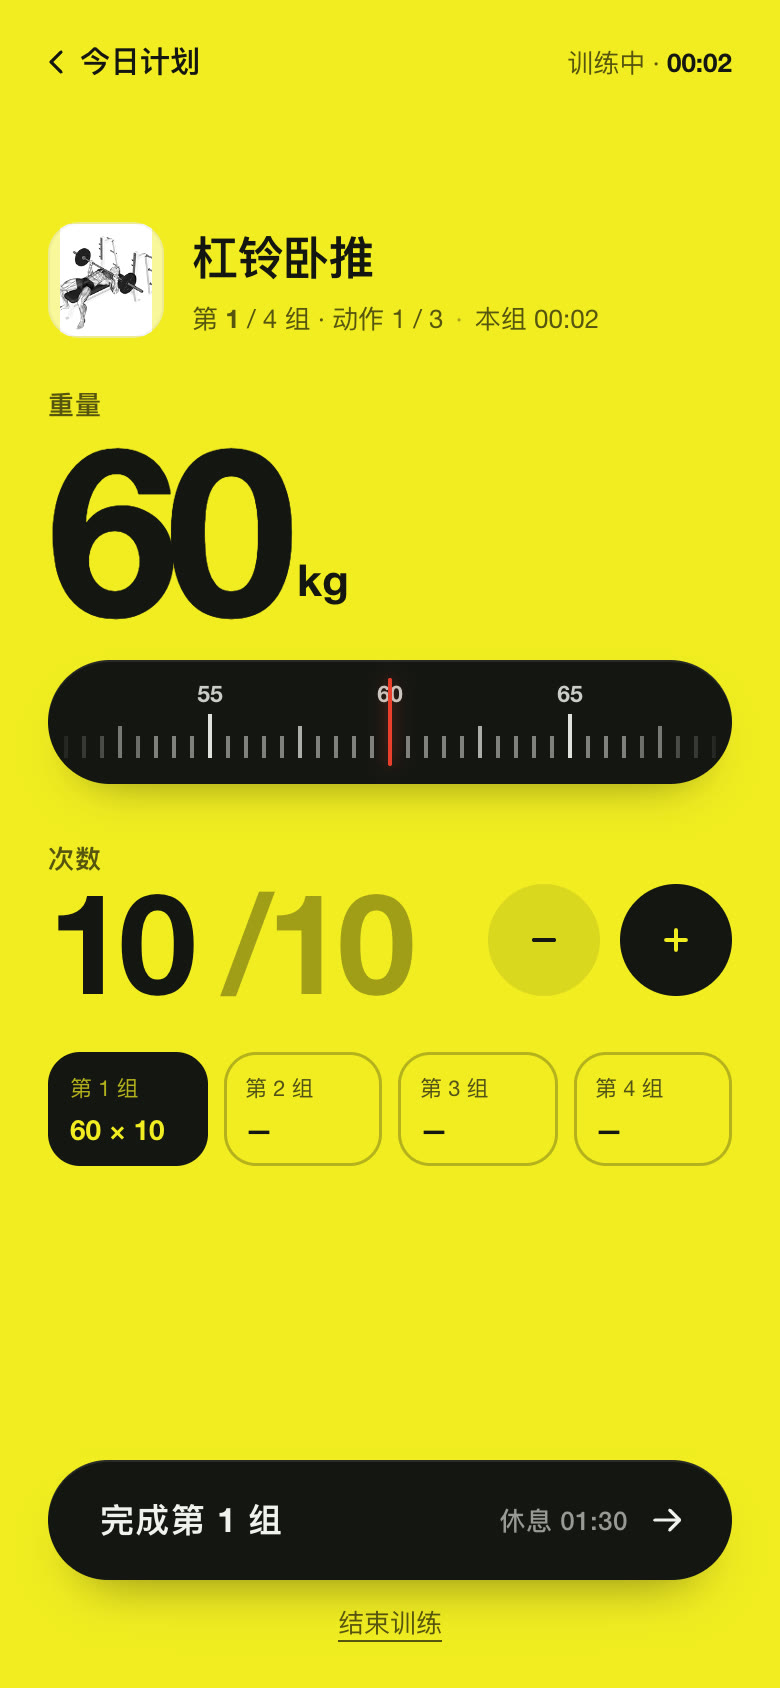 今日计划
训练中 · 00:02
杠铃卧推
第 1 / 4 组 · 动作 1 / 3 · 本组 00:02
重量
60 kg
55 60 65
次数
10 /10
− +
第 1 组 第 2 组 第 3 组 第 4 组
60 × 10 – – –
完成第 1 组 休息 01:30 →
结束训练